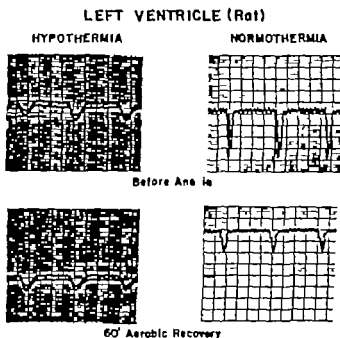 LEFT VENTRICLE (Rat)
HYPOTHERMIA NORMOTHERMIA
Before
60' Aerobic Recovery